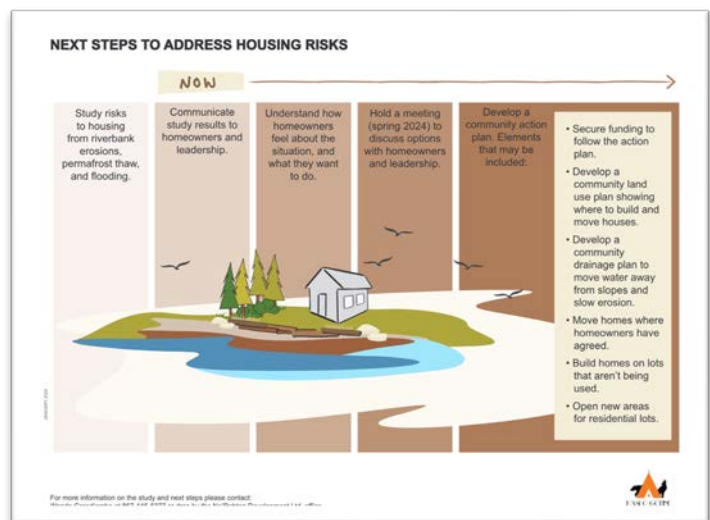 NEXT STEPS TO ADDRESS HOUSING RISKS
NOW
Study risks
to housing
from riverbank
erosions,
permafrost thaw,
and flooding.
Communicate
study results to
homeowners and
leadership.
Understand how
homeowners
feel about the
situation, and
what they want
to do.
Hold a meeting
(spring 2024) to
discuss options
with homeowners
and leadership.
Develop a
community action
plan. Elements
that may be
included:
• Secure funding to
follow the action
plan.
• Develop a
community land
use plan showing
where to build and
move houses.
• Develop a
community
drainage plan to
move water away
from slopes and
slow erosion.
• Move homes where
homeowners have
agreed.
• Build homes on lots
that aren't being
used.
• Open new areas
for residential lots.
For more information on the study and next steps please contact: